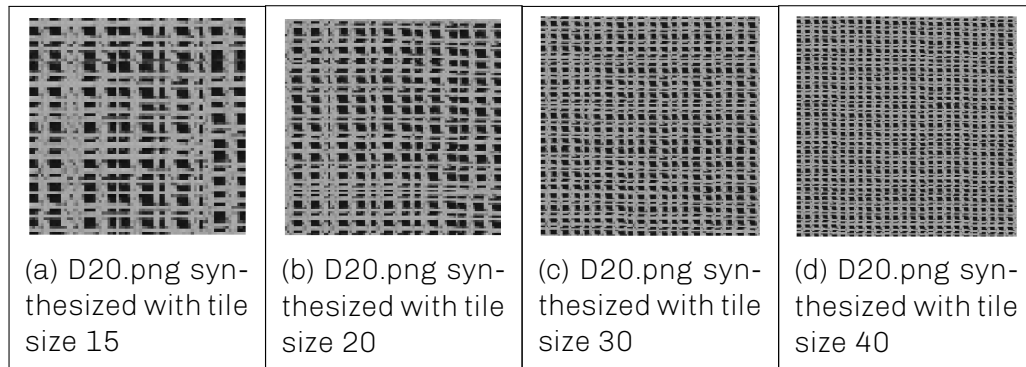 (a) D20.png syn-
thesized with tile
size 15
(b) D20.png syn-
thesized with tile
size 20
(c) D20.png syn-
thesized with tile
size 30
(d) D20.png syn-
thesized with tile
size 40